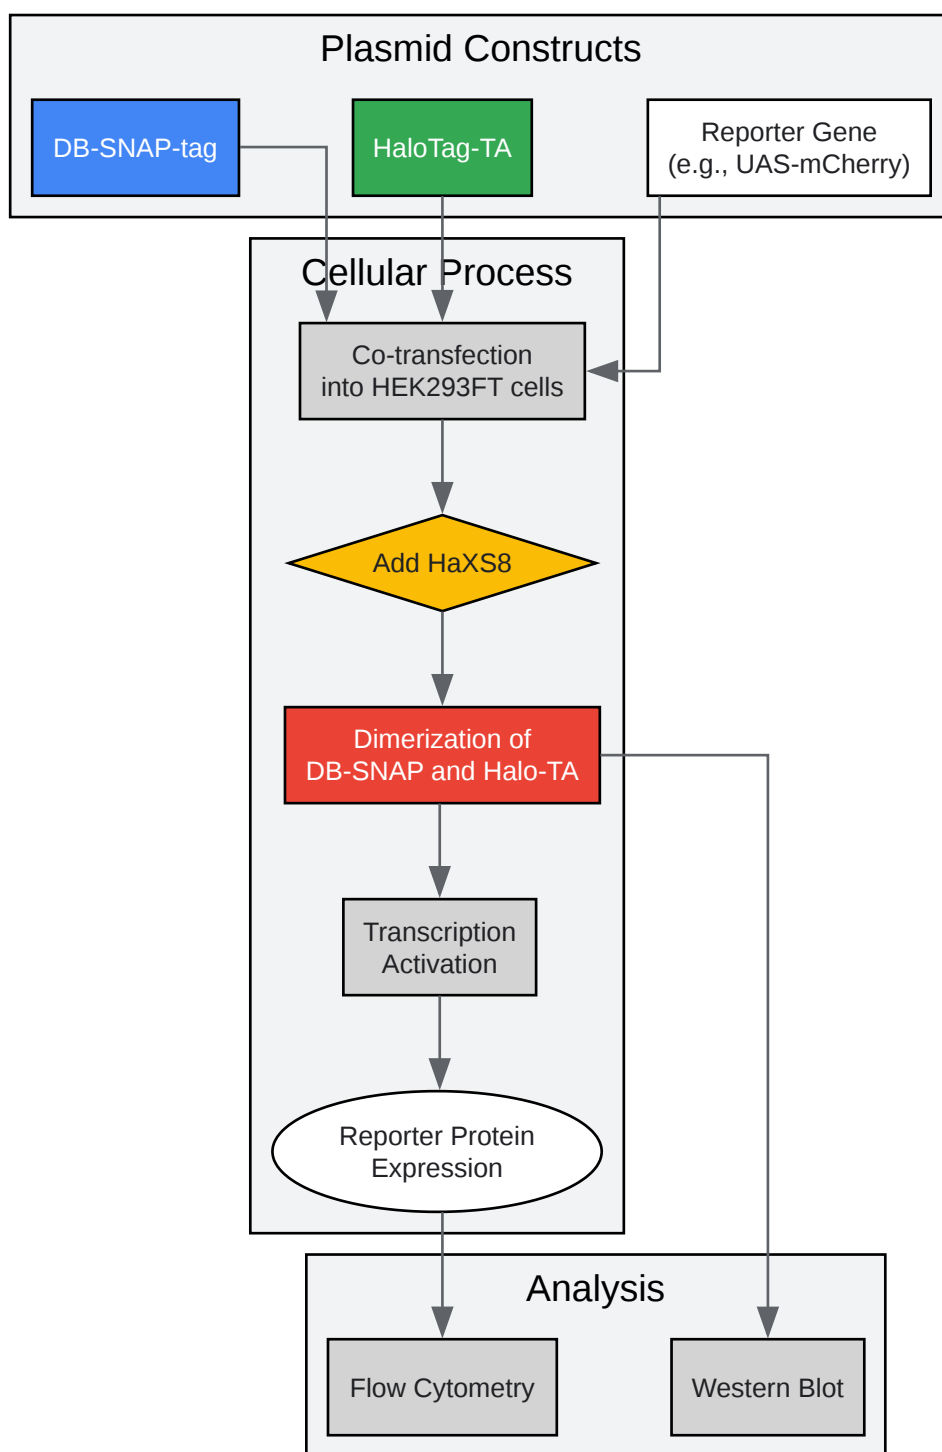 Plasmid Constructs
DB-SNAP-tag
HaloTag-TA
Reporter Gene
(e.g., UAS-mCherry)
Cellular Process
Co-transfection
into HEK293FT cells
Add HaXS8
Dimerization of
DB-SNAP and Halo-TA
Transcription
Activation
Reporter Protein
Expression
Analysis
Flow Cytometry
Western Blot